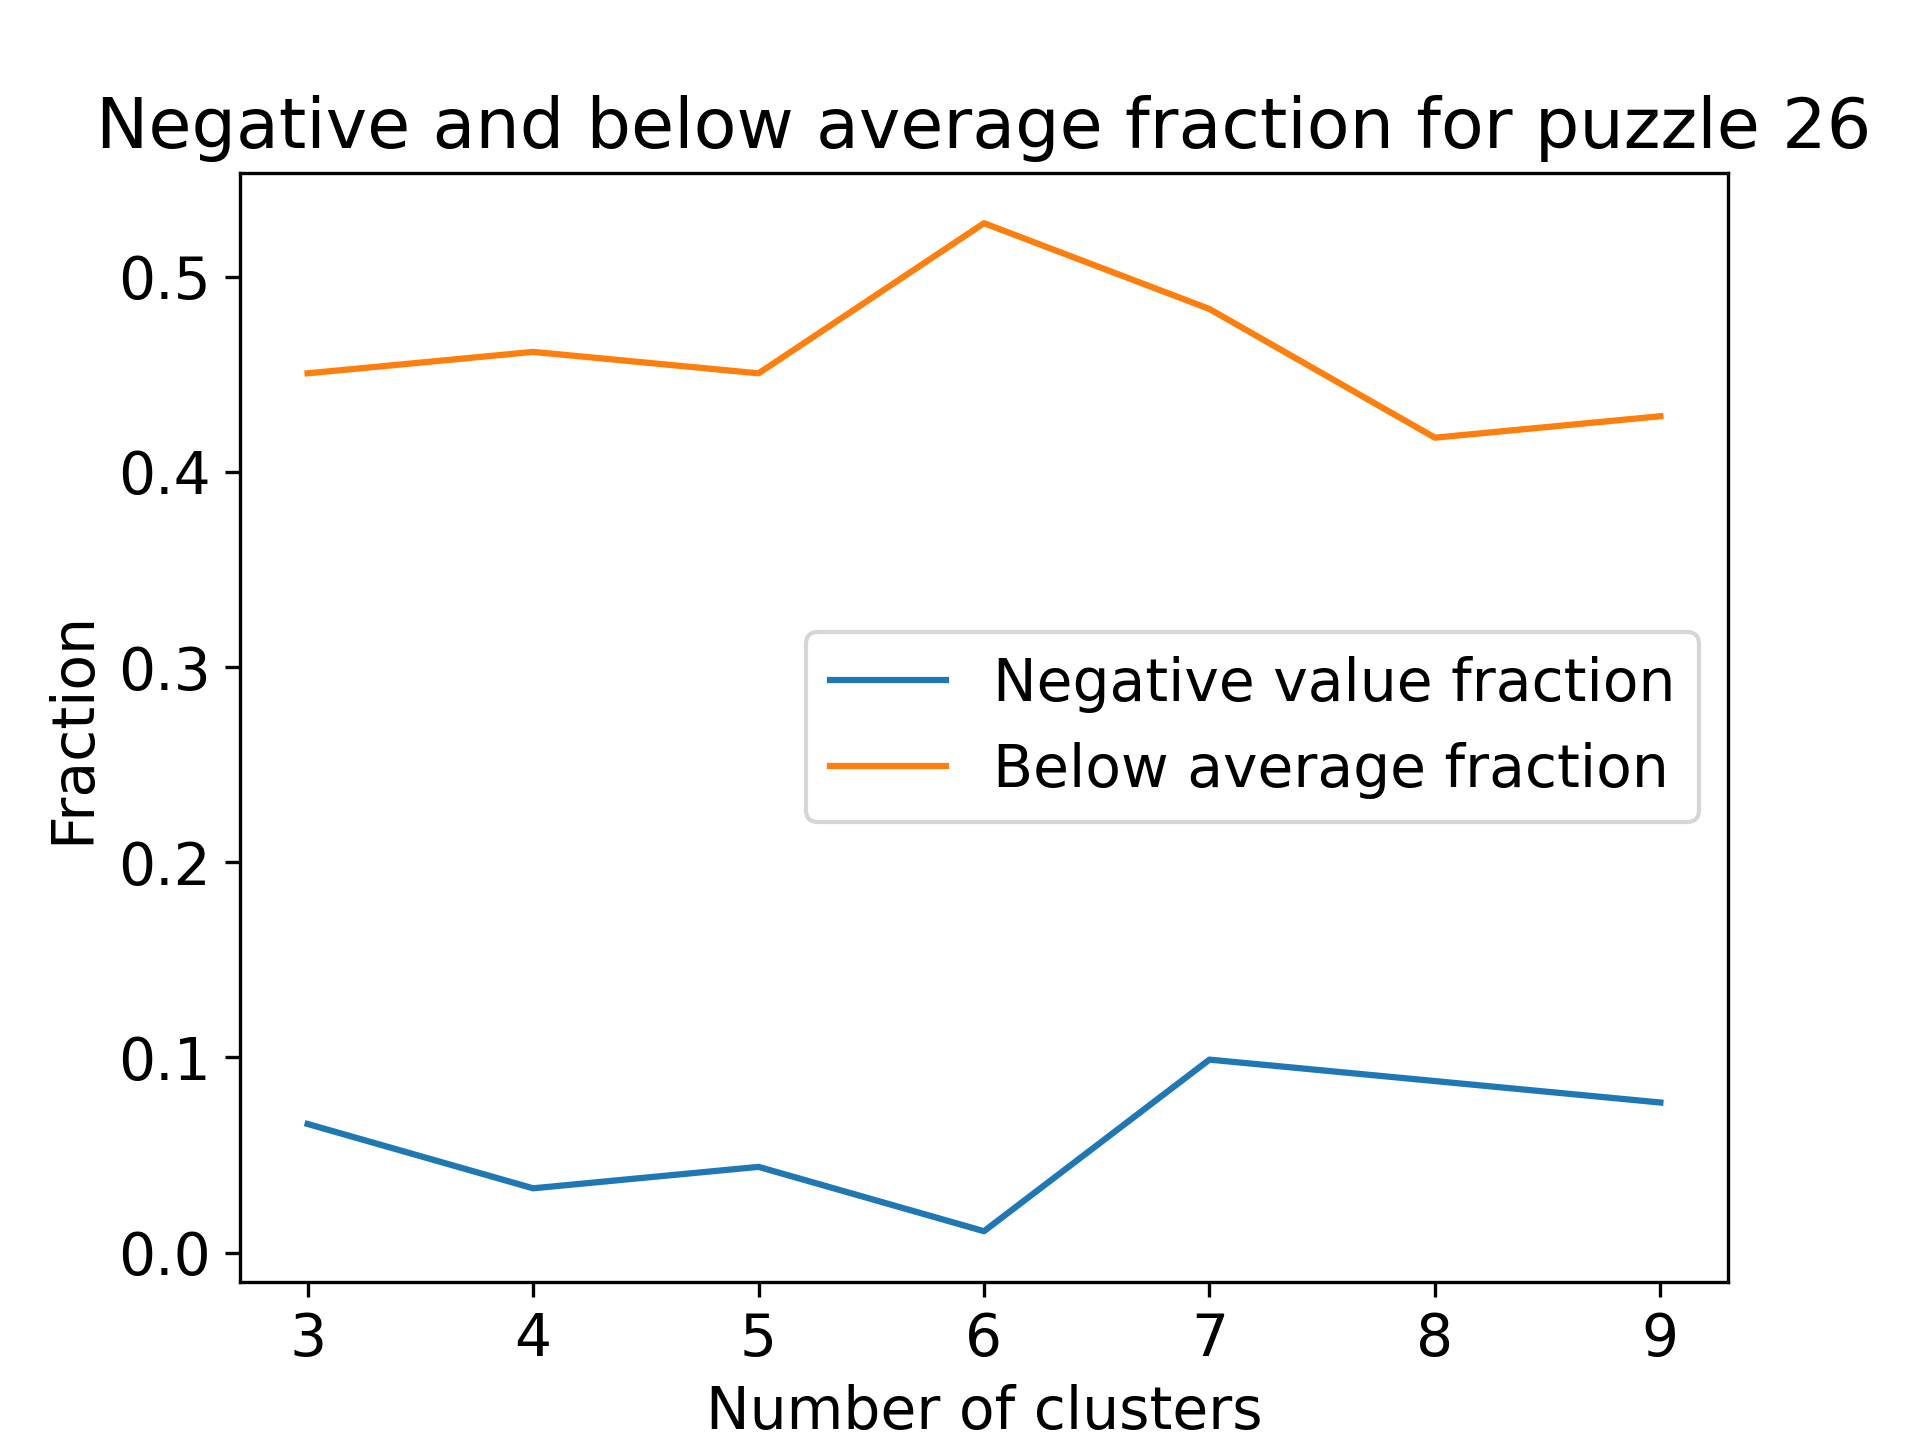 Negative and below average fraction for puzzle 26
0.5
0.4
0.3
0.2
0.1
0.0
Fraction
Negative value fraction
Below average fraction
3 4 5 6 7 8 9
Number of clusters